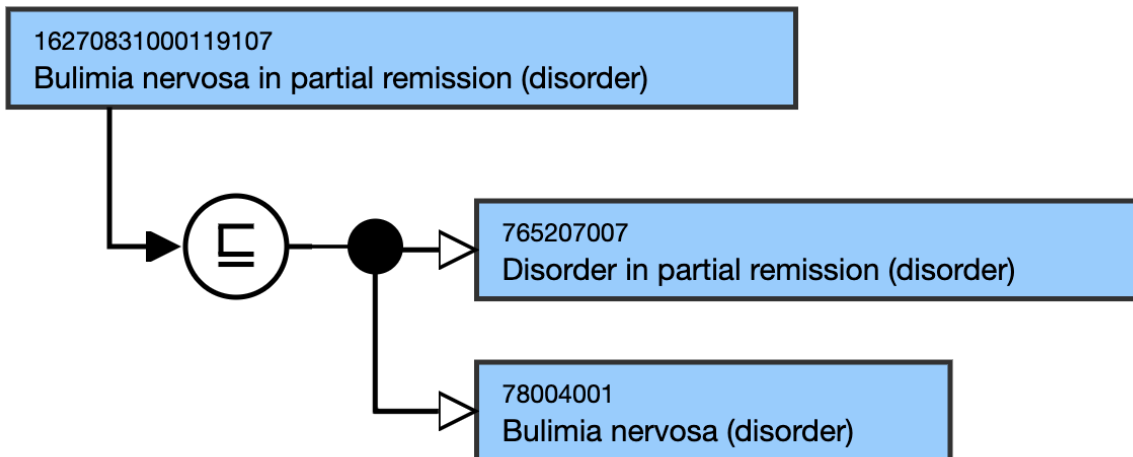 16270831000119107
Bulimia nervosa in partial remission (disorder)
⊑
765207007
Disorder in partial remission (disorder)
78004001
Bulimia nervosa (disorder)